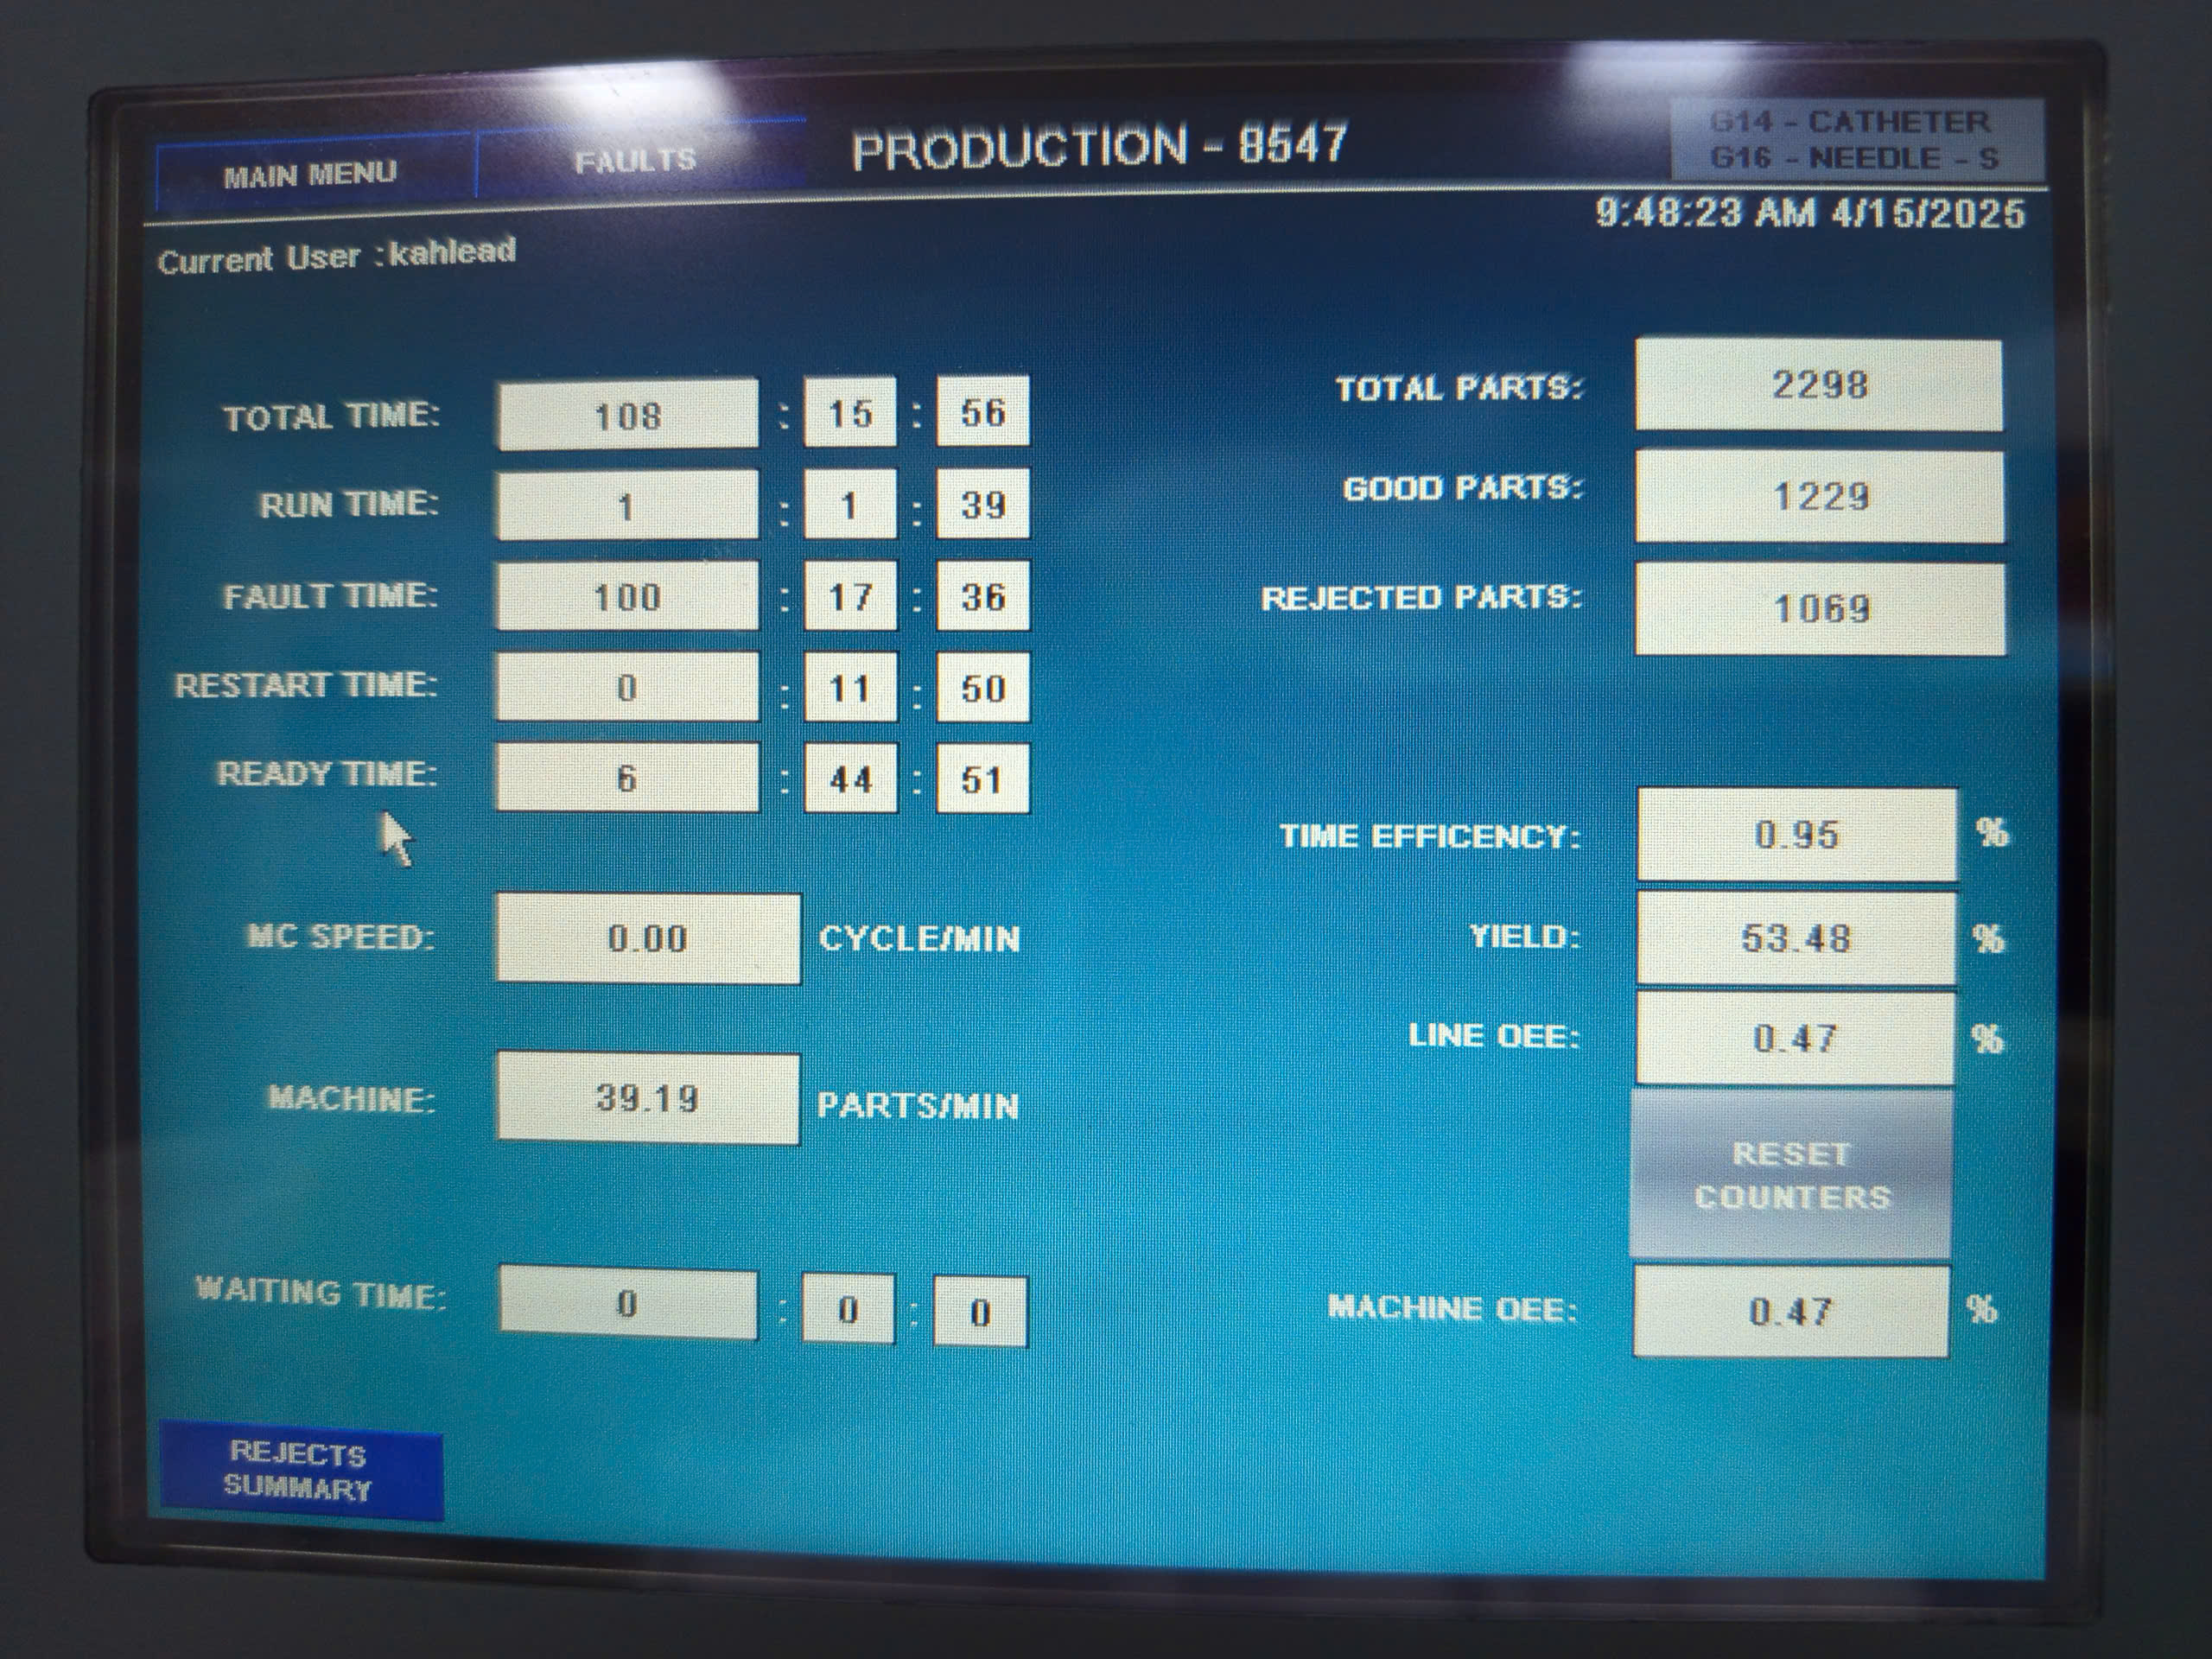 MAIN MENU
FAULTS
PRODUCTION - 8547
G14 - CATHETER
G16 - NEEDLE - S
9:48:23 AM 4/15/2025
Current User :kahlead
TOTAL TIME: 108 : 15 : 56
RUN TIME: 1 : 1 : 39
FAULT TIME: 100 : 17 : 36
RESTART TIME: 0 : 11 : 50
READY TIME: 6 : 44 : 51
MC SPEED: 0.00 CYCLE/MIN
MACHINE: 39.19 PARTS/MIN
WAITING TIME: 0 : 0 : 0
REJECTS
SUMMARY
TOTAL PARTS: 2298
GOOD PARTS: 1229
REJECTED PARTS: 1069
TIME EFFICENCY: 0.95 %
YIELD: 53.48 %
LINE OEE: 0.47 %
RESET
COUNTERS
MACHINE OEE: 0.47 %